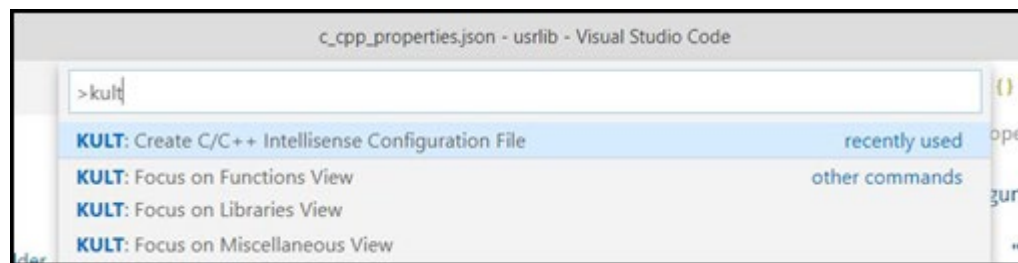 c_cpp_properties.json - usrlib - Visual Studio Code
>kult
{}
KULT: Create C/C++ Intellisense Configuration File recently used
KULT: Focus on Functions View other commands
KULT: Focus on Libraries View
KULT: Focus on Miscellaneous View